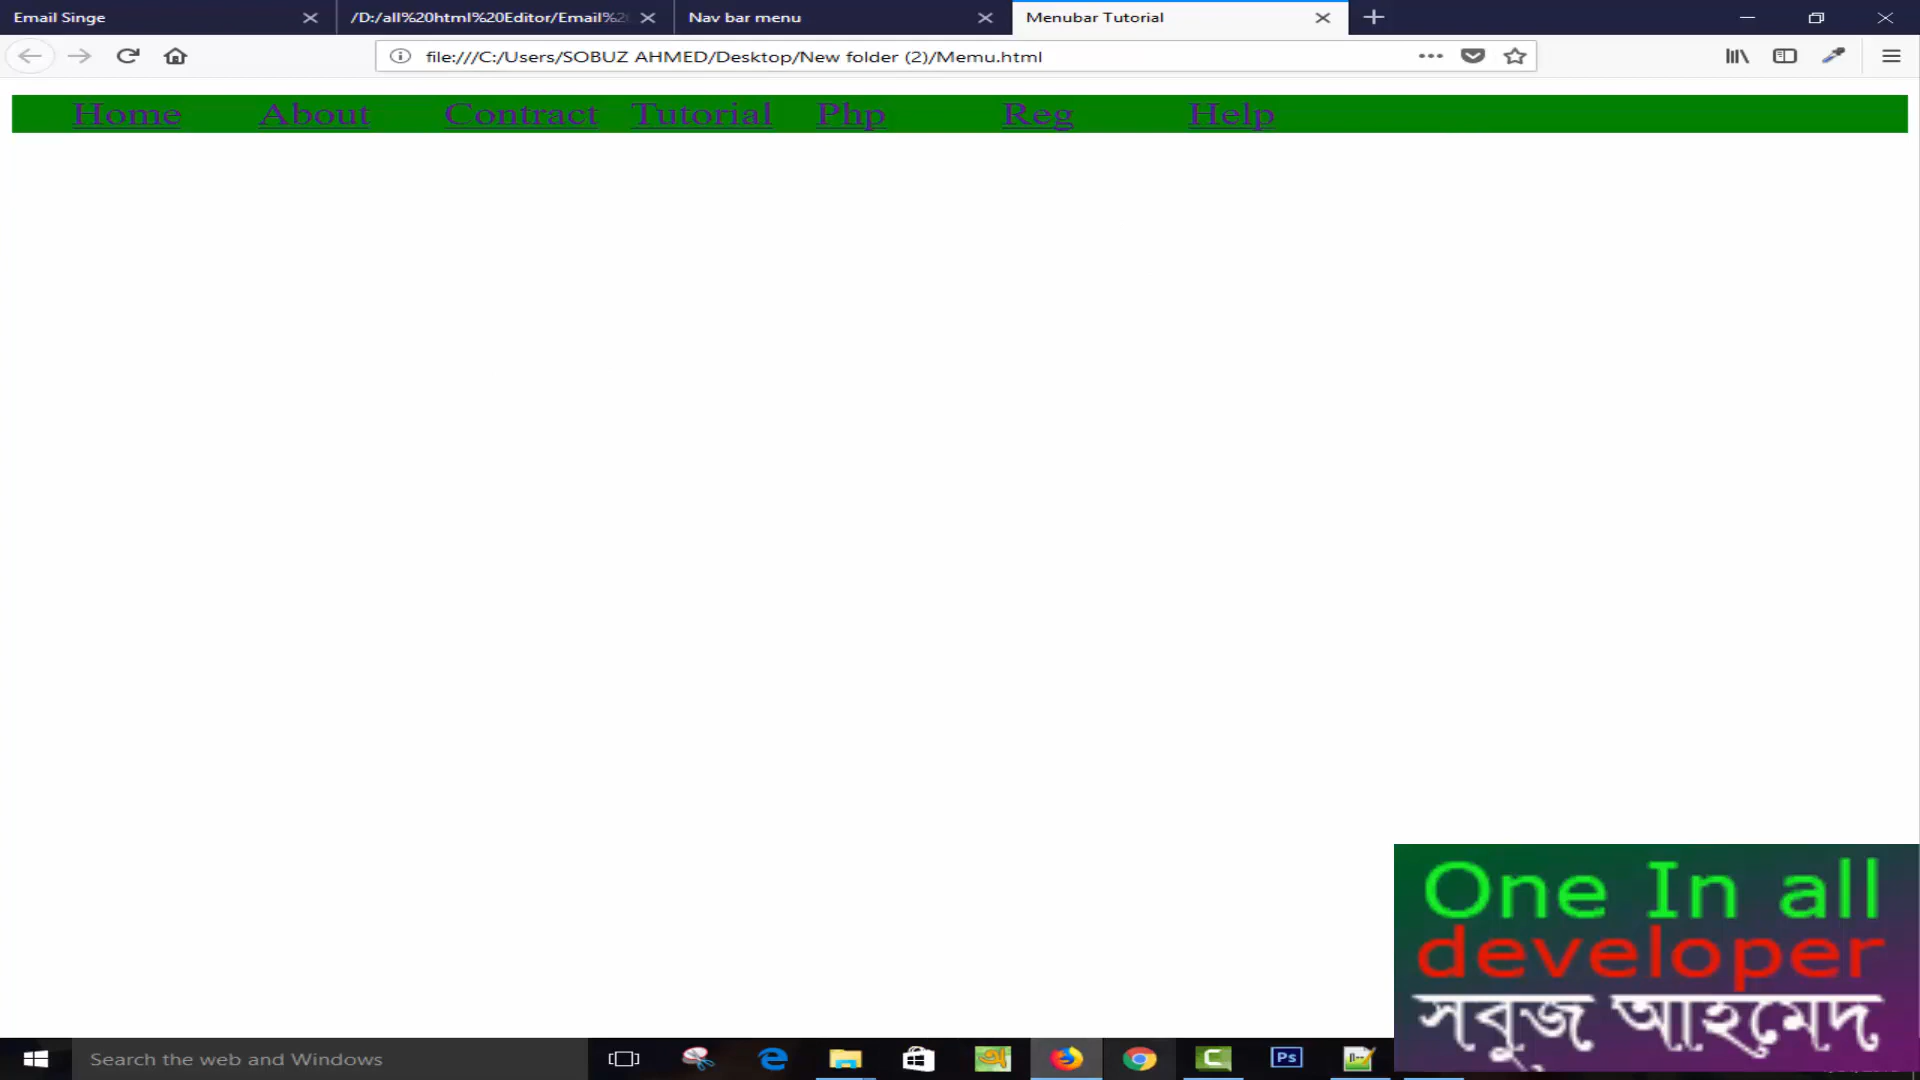 Email Singe
/D:/all%20html%20Editor/Email%2
Nav bar menu
Menubar Tutorial
file:///C:/Users/SOBUZ AHMED/Desktop/New folder (2)/Memu.html
Home About Contract Tutorial Php Reg Help
One In all
developer
সবুজ আহমেদ
Search the web and Windows
Ps